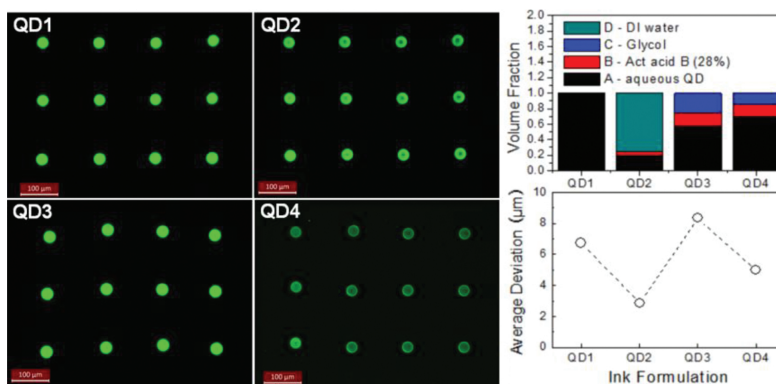 QD1
QD2
100 µm
100 µm
QD3
QD4
100 µm
100 µm
D - DI water
C - Glycol
B - Act acid B (28%)
A - aqueous QD
Volume Fraction
2.0
1.8
1.6
1.4
1.2
1.0
0.8
0.6
0.4
0.2
0.0
QD1 QD2 QD3 QD4
Average Deviation (µm)
10
8
6
4
2
0
QD1 QD2 QD3 QD4
Ink Formulation